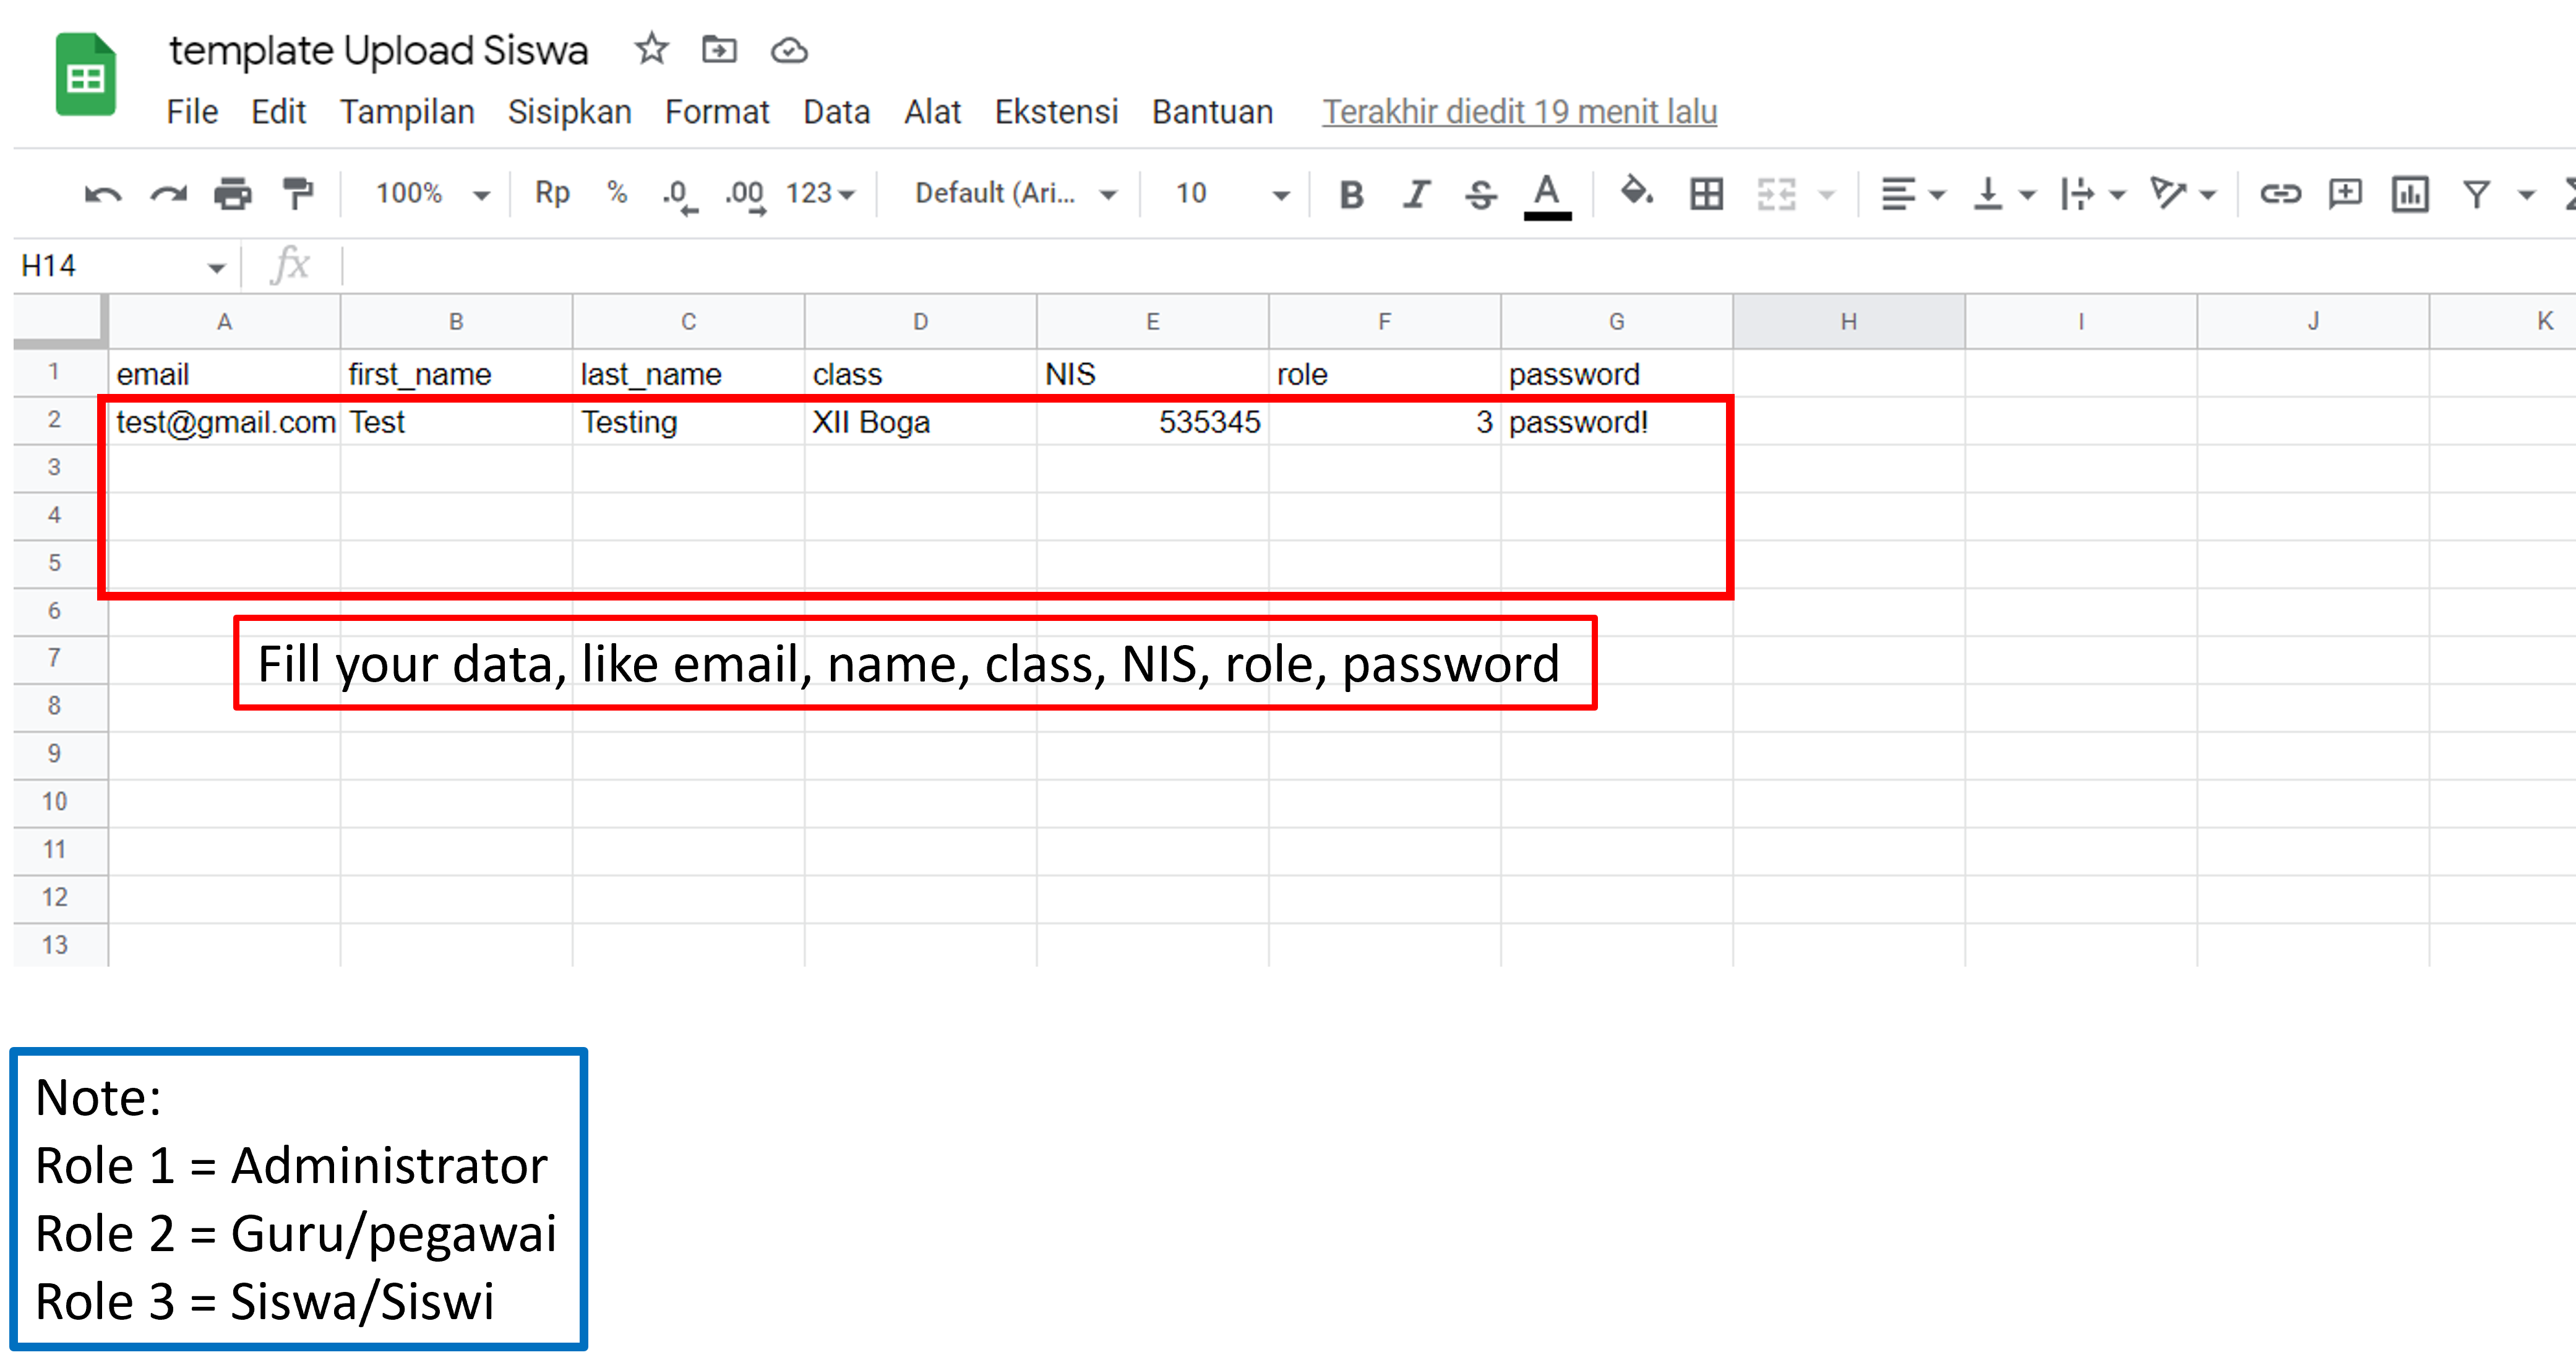 template Upload Siswa
File Edit Tampilan Sisipkan Format Data Alat Ekstensi Bantuan Terakhir diedit 19 menit lalu
100% Rp % .0 .00 123 Default (Ari... 10 B I S A
H14 fx
A B C D E F G H I J K
1 email first_name last_name class NIS role password
2 test@gmail.com Test Testing XII Boga 535345 3 password!
3
4
5
6
7 Fill your data, like email, name, class, NIS, role, password
8
9
10
11
12
13
Note:
Role 1 = Administrator
Role 2 = Guru/pegawai
Role 3 = Siswa/Siswi